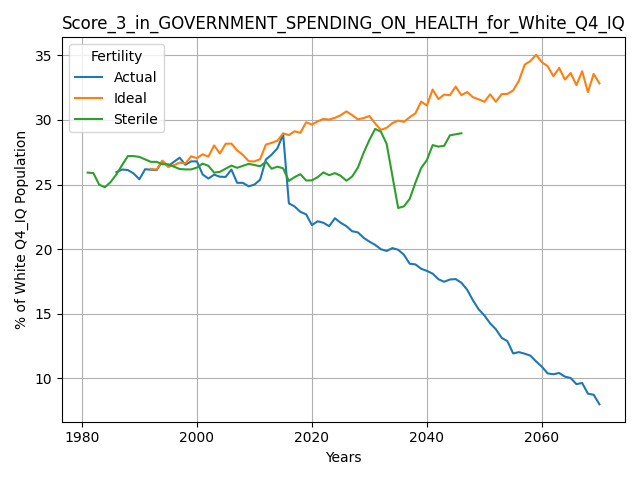 Score_3_in_GOVERNMENT_SPENDING_ON_HEALTH_for_White_Q4_IQ
Fertility
Actual
Ideal
Sterile
% of White Q4_IQ Population
35
30
25
20
15
10
1980
2000
2020
2040
2060
Years